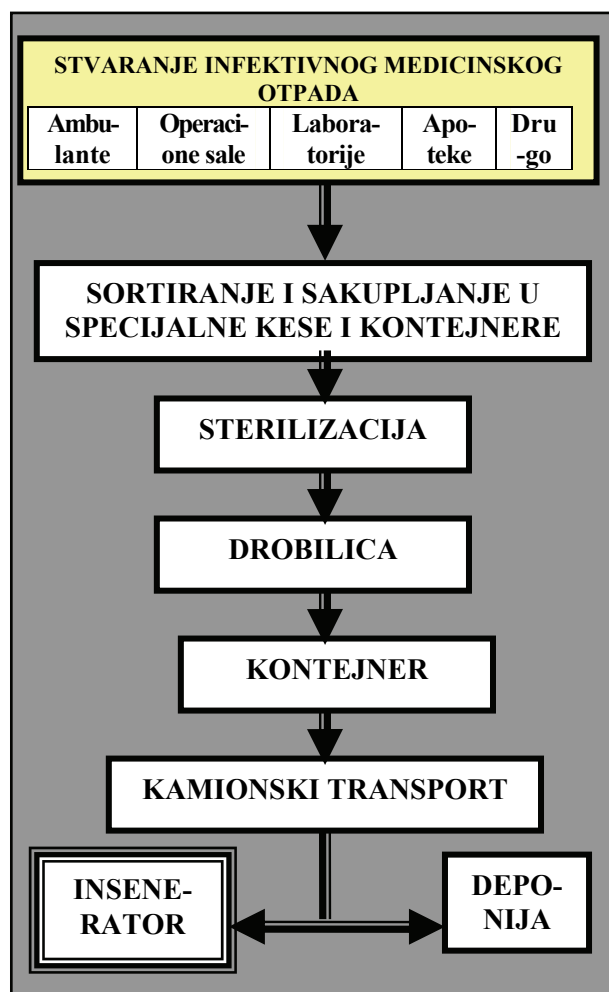 STVARANJE INFEKTIVNOG MEDICINSKOG
OTPADA
Ambu-
lante
Operaci-
one sale
Labora-
torije
Apo-
teke
Dru
-go
SORTIRANJE I SAKUPLJANJE U
SPECIJALNE KESE I KONTEJNERE
STERILIZACIJA
DROBILICA
KONTEJNER
KAMIONSKI TRANSPORT
INSENE-
RATOR
DEPO-
NIJA